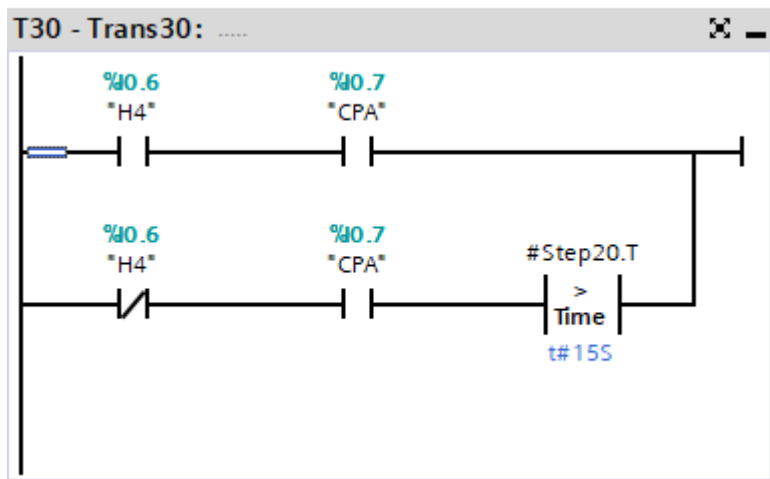 T30 - Trans30: .....
%I0.6 %I0.7
"H4" "CPA"
%I0.6 %I0.7
"H4" "CPA" #Step20.T
>
Time
t#15S